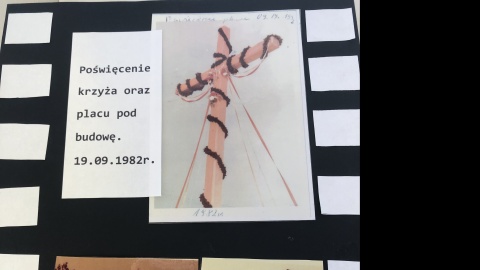 Poświęcenie
krzyża oraz
placu pod
budowę.
19.09.1982r.